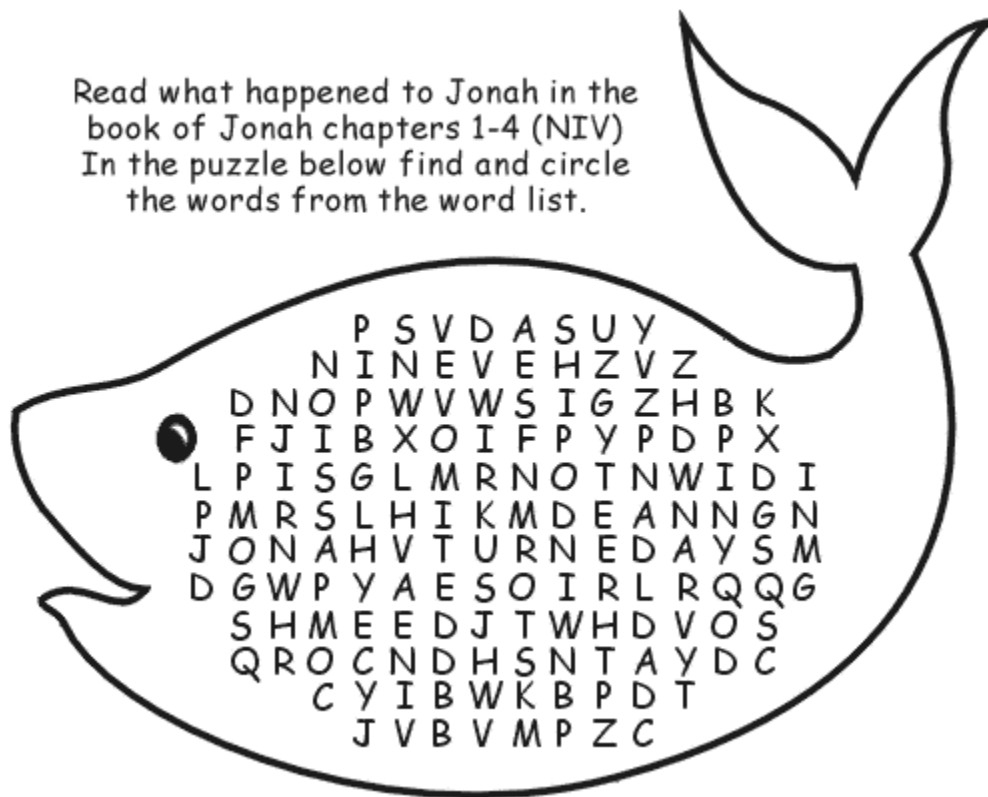 Read what happened to Jonah in the
book of Jonah chapters 1-4 (NIV)
In the puzzle below find and circle
the words from the word list.
P S V D A S U Y
N I N E V E H Z V Z
D N O P W V W S I G Z H B K
F J I B X O I F P Y P D P X
L P I S G L M R N O T N W I D I
P M R S L H I K M D E A N N G N
J O N A H V T U R N E D A Y S M
D G W P Y A E S O I R L R Q Q G
S H M E E D J T W H D V O S
Q R O C N D H S N T A Y D C
C Y I B W K B P D T
J V B V M P Z C